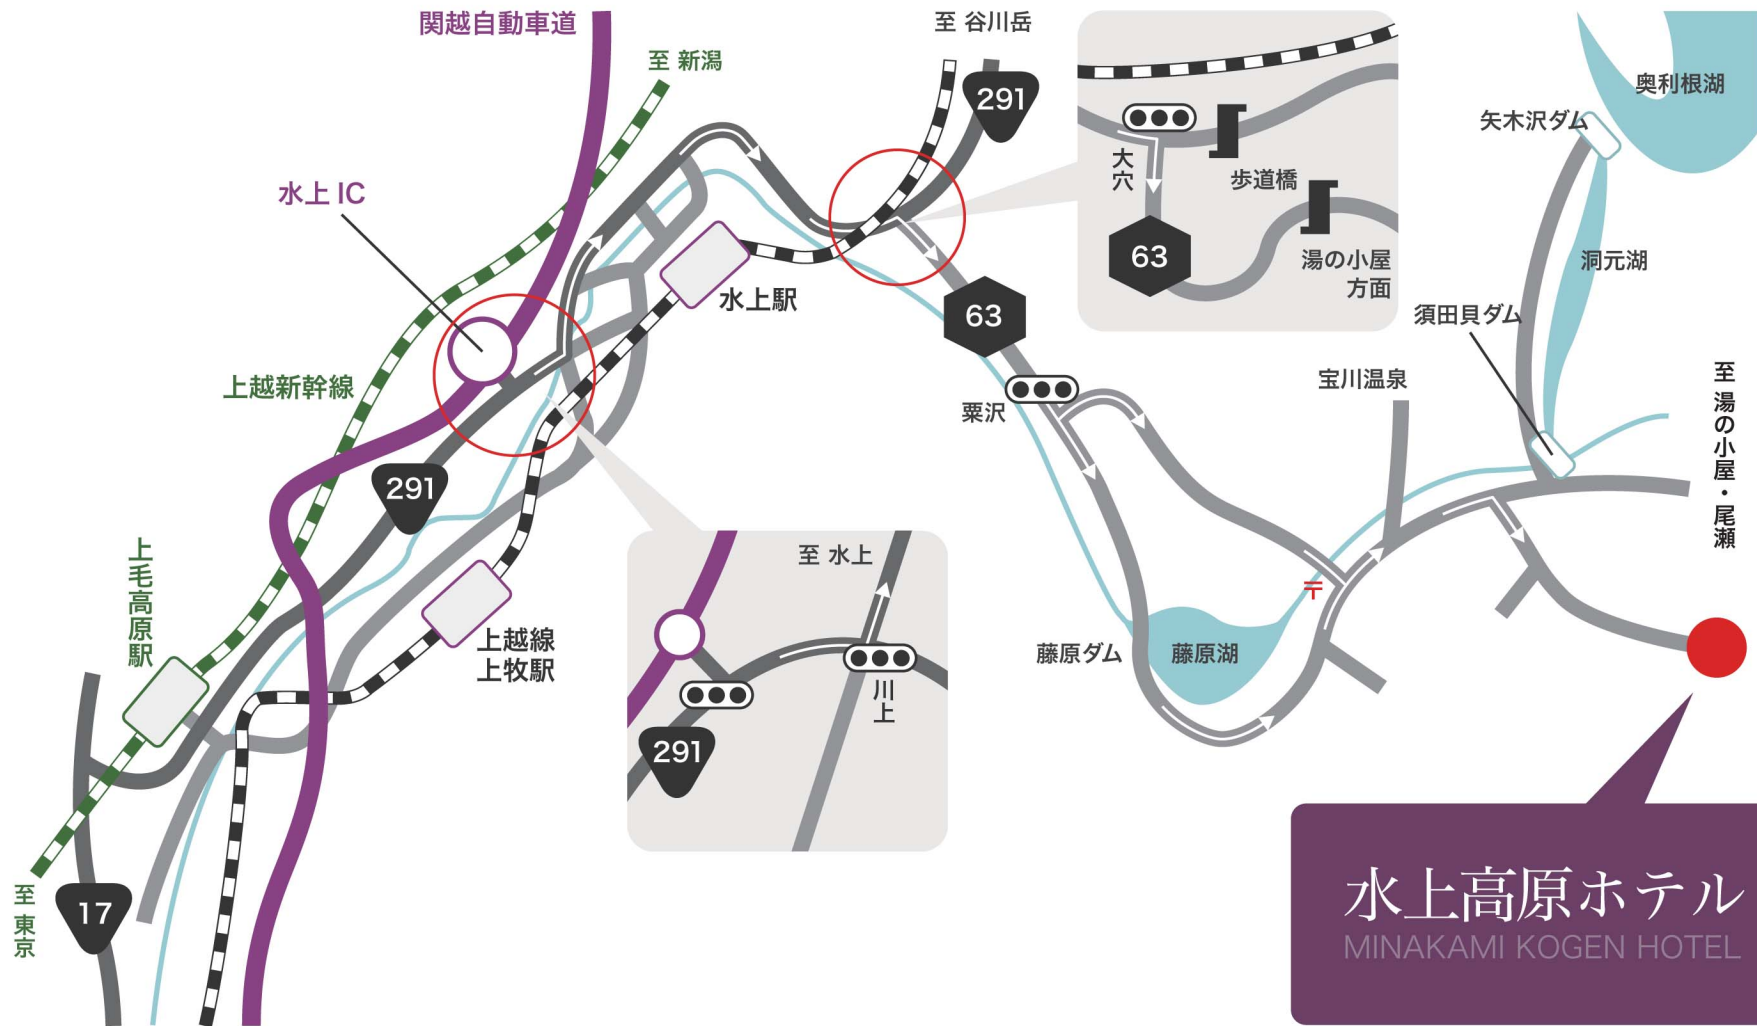 関越自動車道
至 新潟
至 谷川岳
291
水上 IC
上越新幹線
水上駅
大穴
歩道橋
63
湯の小屋
方面
63
粟沢
奥利根湖
矢木沢ダム
洞元湖
須田貝ダム
宝川温泉
至 湯の小屋・尾瀬
291
上毛高原駅
上越線
上牧駅
至 水上
川上
291
〒
藤原ダム
藤原湖
至 東京
17
水上高原ホテル
MINAKAMI KOGEN HOTEL